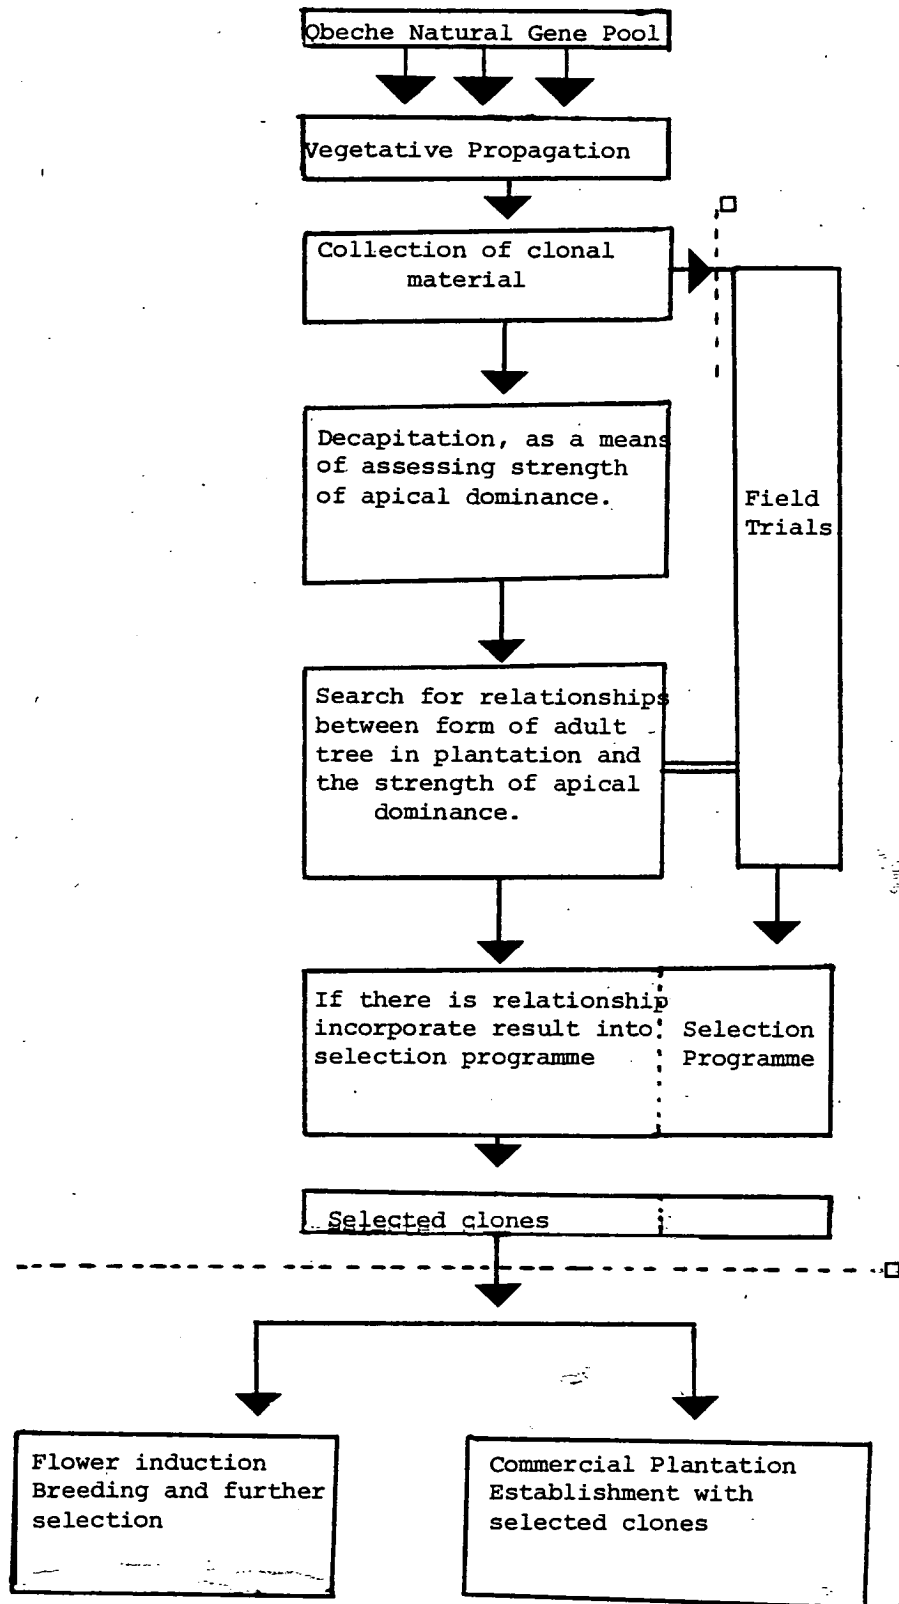 Obeche Natural Gene Pool
Vegetative Propagation
Collection of clonal
material
Decapitation, as a means
of assessing strength
of apical dominance.
Field
Trials
Search for relationships
between form of adult
tree in plantation and
the strength of apical
dominance.
If there is relationship
incorporate result into
selection programme
Selection
Programme
Selected clones
Flower induction
Breeding and further
selection
Commercial Plantation
Establishment with
selected clones